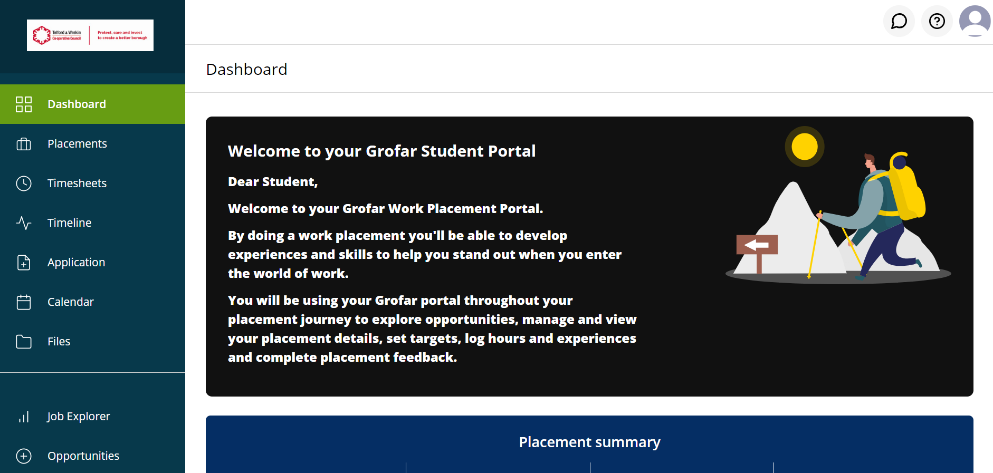 Telford & Wrekin
Co-operative Council
Protect, care and invest
to create a better borough
Dashboard
Placements
Timesheets
Timeline
Application
Calendar
Files
Job Explorer
Opportunities
Dashboard
Welcome to your Grofar Student Portal
Dear Student,
Welcome to your Grofar Work Placement Portal.
By doing a work placement you'll be able to develop
experiences and skills to help you stand out when you enter
the world of work.
You will be using your Grofar portal throughout your
placement journey to explore opportunities, manage and view
your placement details, set targets, log hours and experiences
and complete placement feedback.
Placement summary